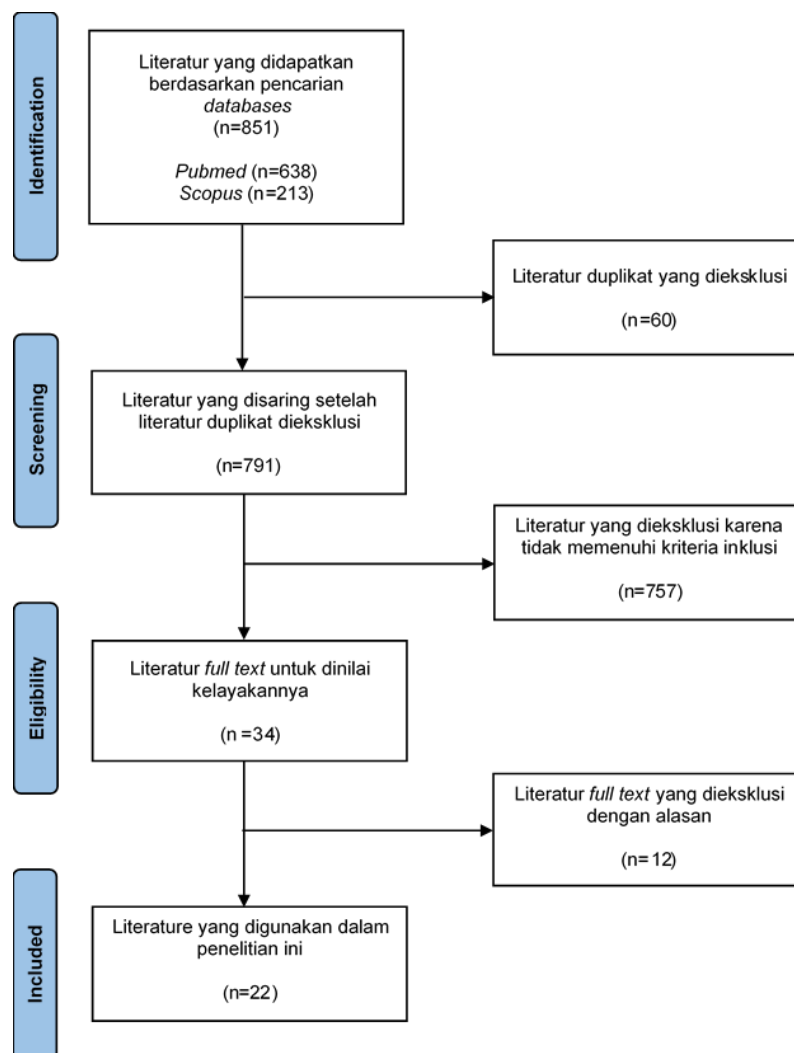 Identification
Literatur yang didapatkan
berdasarkan pencarian
databases
(n=851)
Pubmed (n=638)
Scopus (n=213)
Literatur duplikat yang dieksklusi
(n=60)
Screening
Literatur yang disaring setelah
literatur duplikat dieksklusi
(n=791)
Literatur yang dieksklusi karena
tidak memenuhi kriteria inklusi
(n=757)
Eligibility
Literatur full text untuk dinilai
kelayakannya
(n =34)
Literatur full text yang dieksklusi
dengan alasan
(n=12)
Included
Literature yang digunakan dalam
penelitian ini
(n=22)